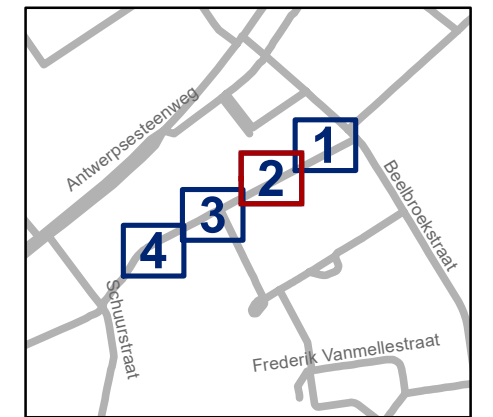 Antwerpsesteenweg
1
2
3
4
Beelbroekstraat
Schuurstraat
Frederik Vanmellestraat